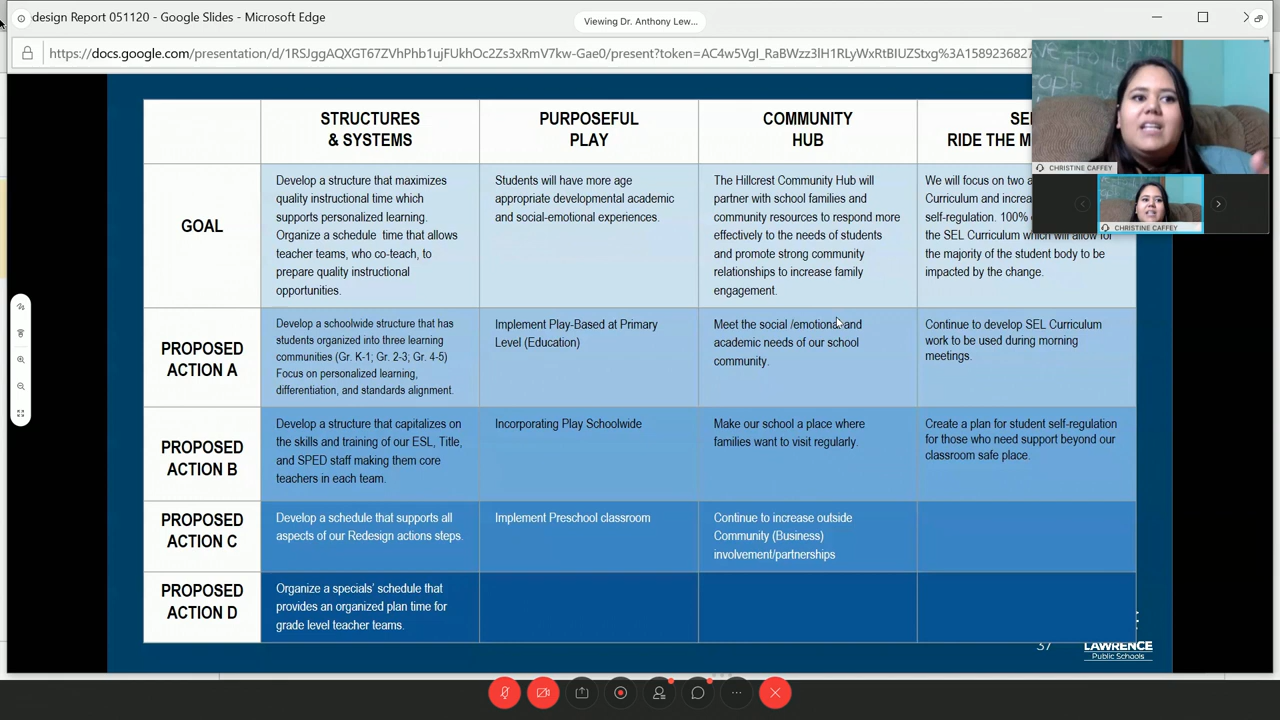 design Report 051120 - Google Slides - Microsoft Edge
Viewing Dr. Anthony Lew...
https://docs.google.com/presentation/d/1RSJggAQXGT67ZVhPhb1ujFUkhOc2Zs3xRmV7kw-Gae0/present?token=AC4w5VgI_RaBWzz3lH1RLyWxRtBIUZStxg%3A1589236827
CHRISTINE CAFFEY
CHRISTINE CAFFEY
STRUCTURES
& SYSTEMS
PURPOSEFUL
PLAY
COMMUNITY
HUB
RIDE THE
GOAL
Develop a structure that maximizes
quality instructional time which
supports personalized learning.
Organize a schedule time that allows
teacher teams, who co-teach, to
prepare quality instructional
opportunities.
Students will have more age
appropriate developmental academic
and social-emotional experiences.
The Hillcrest Community Hub will
partner with school families and
community resources to respond more
effectively to the needs of students
and promote strong community
relationships to increase family
engagement.
We will focus on two
Curriculum and
self-regulation. 100%
the SEL Curriculum which will allow for
the majority of the student body to be
impacted by the change.
PROPOSED
ACTION A
Develop a schoolwide structure that has
students organized into three learning
communities (Gr. K-1; Gr. 2-3; Gr. 4-5)
Focus on personalized learning,
differentiation, and standards alignment.
Implement Play-Based at Primary
Level (Education)
Meet the social /emotional and
academic needs of our school
community.
Continue to develop SEL Curriculum
work to be used during morning
meetings.
PROPOSED
ACTION B
Develop a structure that capitalizes on
the skills and training of our ESL, Title,
and SPED staff making them core
teachers in each team.
Incorporating Play Schoolwide
Make our school a place where
families want to visit regularly.
Create a plan for student self-regulation
for those who need support beyond our
classroom safe place.
PROPOSED
ACTION C
Develop a schedule that supports all
aspects of our Redesign actions steps.
Implement Preschool classroom
Continue to increase outside
Community (Business)
involvement/partnerships
PROPOSED
ACTION D
Organize a specials' schedule that
provides an organized plan time for
grade level teacher teams.
37
LAWRENCE
Public Schools